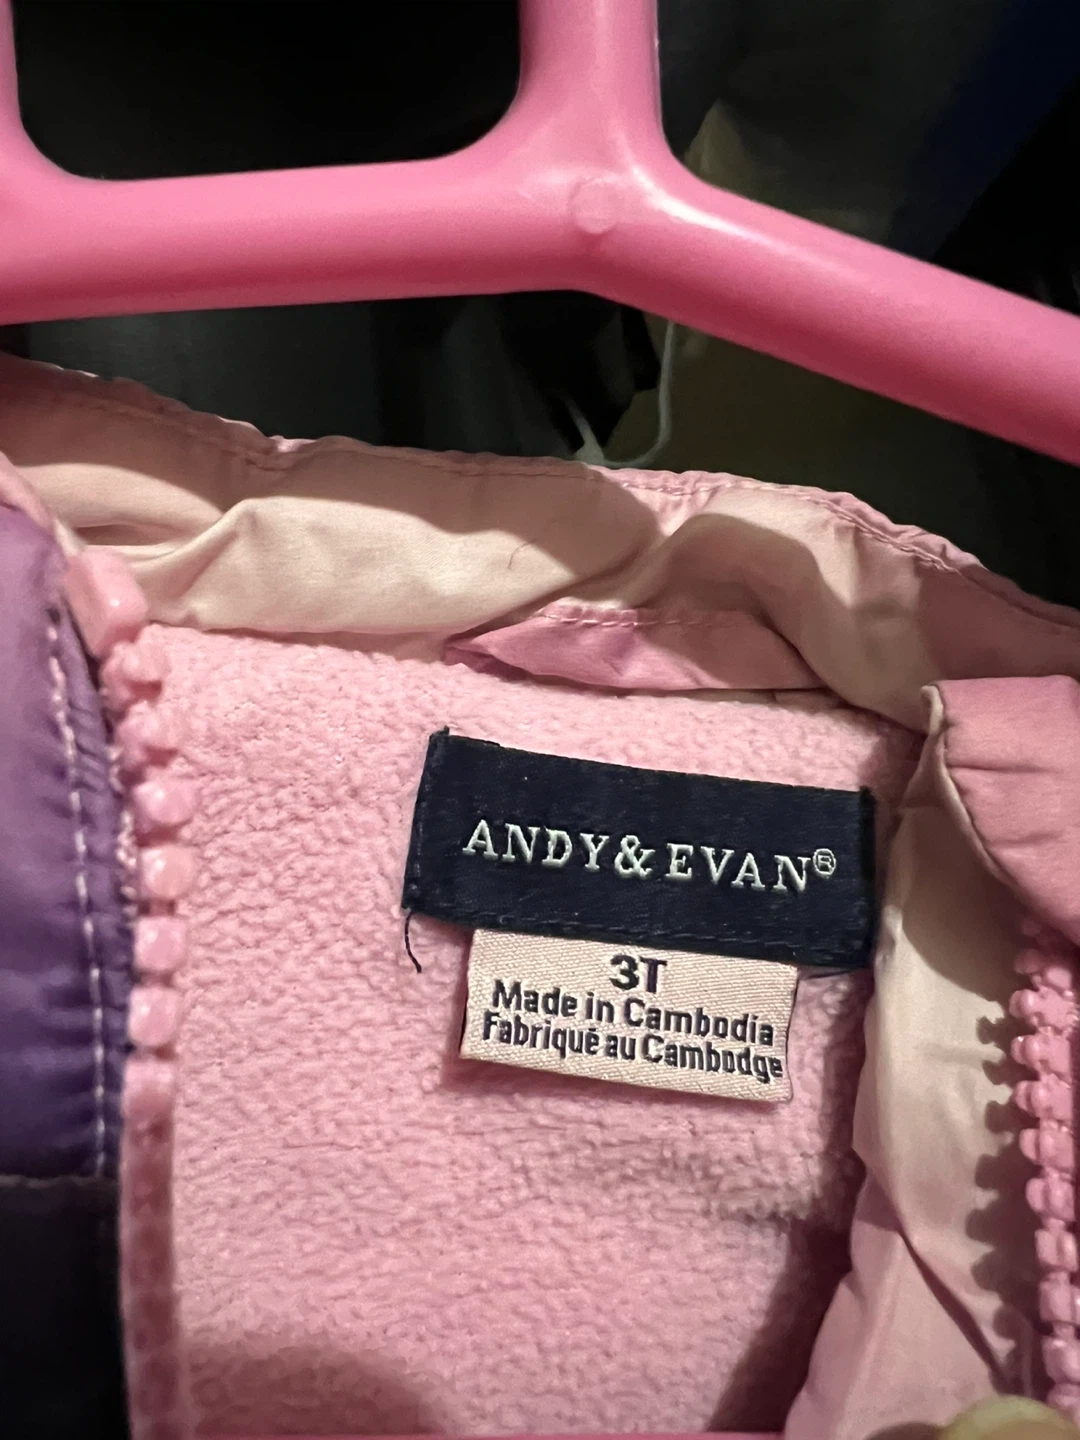 ANDY&EVAN®
3T
Made in Cambodia
Fabriqué au Cambodge